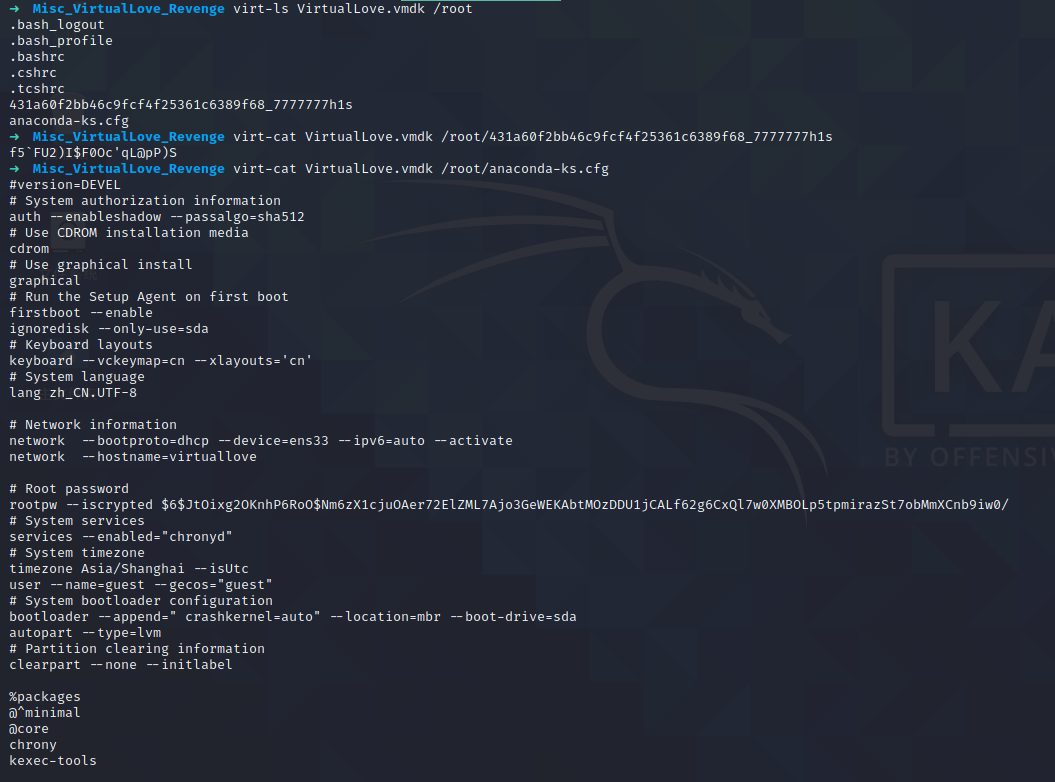 →  Misc_VirtualLove_Revenge virt-ls VirtualLove.vmdk /root
.bash_logout
.bash_profile
.bashrc
.cshrc
.tcshrc
431a60f2bb46c9fcf4f25361c6389f68_7777777h1s
anaconda-ks.cfg
→  Misc_VirtualLove_Revenge virt-cat VirtualLove.vmdk /root/431a60f2bb46c9fcf4f25361c6389f68_7777777h1s
f5`FU2)I$F0Oc'qL@pP)S
→  Misc_VirtualLove_Revenge virt-cat VirtualLove.vmdk /root/anaconda-ks.cfg
#version=DEVEL
# System authorization information
auth --enableshadow --passalgo=sha512
# Use CDROM installation media
cdrom
# Use graphical install
graphical
# Run the Setup Agent on first boot
firstboot --enable
ignoredisk --only-use=sda
# Keyboard layouts
keyboard --vckeymap=cn --xlayouts='cn'
# System language
lang zh_CN.UTF-8

# Network information
network  --bootproto=dhcp --device=ens33 --ipv6=auto --activate
network  --hostname=virtuallove

# Root password
rootpw --iscrypted $6$JtOixg2OKnhP6RoO$Nm6zX1cjuOAer72ElZML7Ajo3GeWEKAbtMOzDDU1jCALf62g6CxQl7w0XMBOLp5tpmirazSt7obMmXCnb9iw0/
# System services
services --enabled="chronyd"
# System timezone
timezone Asia/Shanghai --isUtc
user --name=guest --gecos="guest"
# System bootloader configuration
bootloader --append=" crashkernel=auto" --location=mbr --boot-drive=sda
autopart --type=lvm
# Partition clearing information
clearpart --none --initlabel

%packages
@^minimal
@core
chrony
kexec-tools
KA
BY OFFENSI